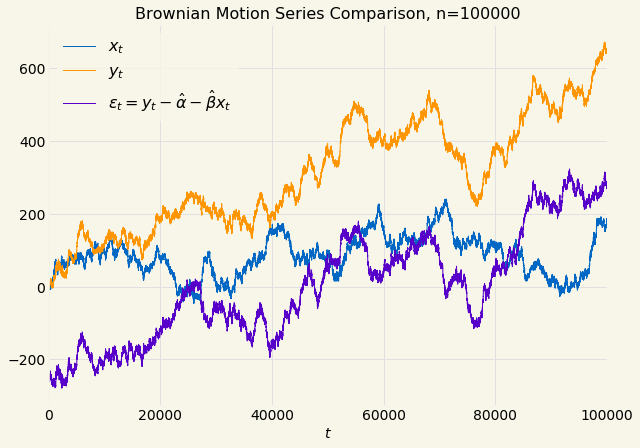 Brownian Motion Series Comparison, n=100000
x_t
y_t
ε_t = y_t − α̂ − β̂x_t
600
400
200
0
−200
0 20000 40000 60000 80000 100000
t